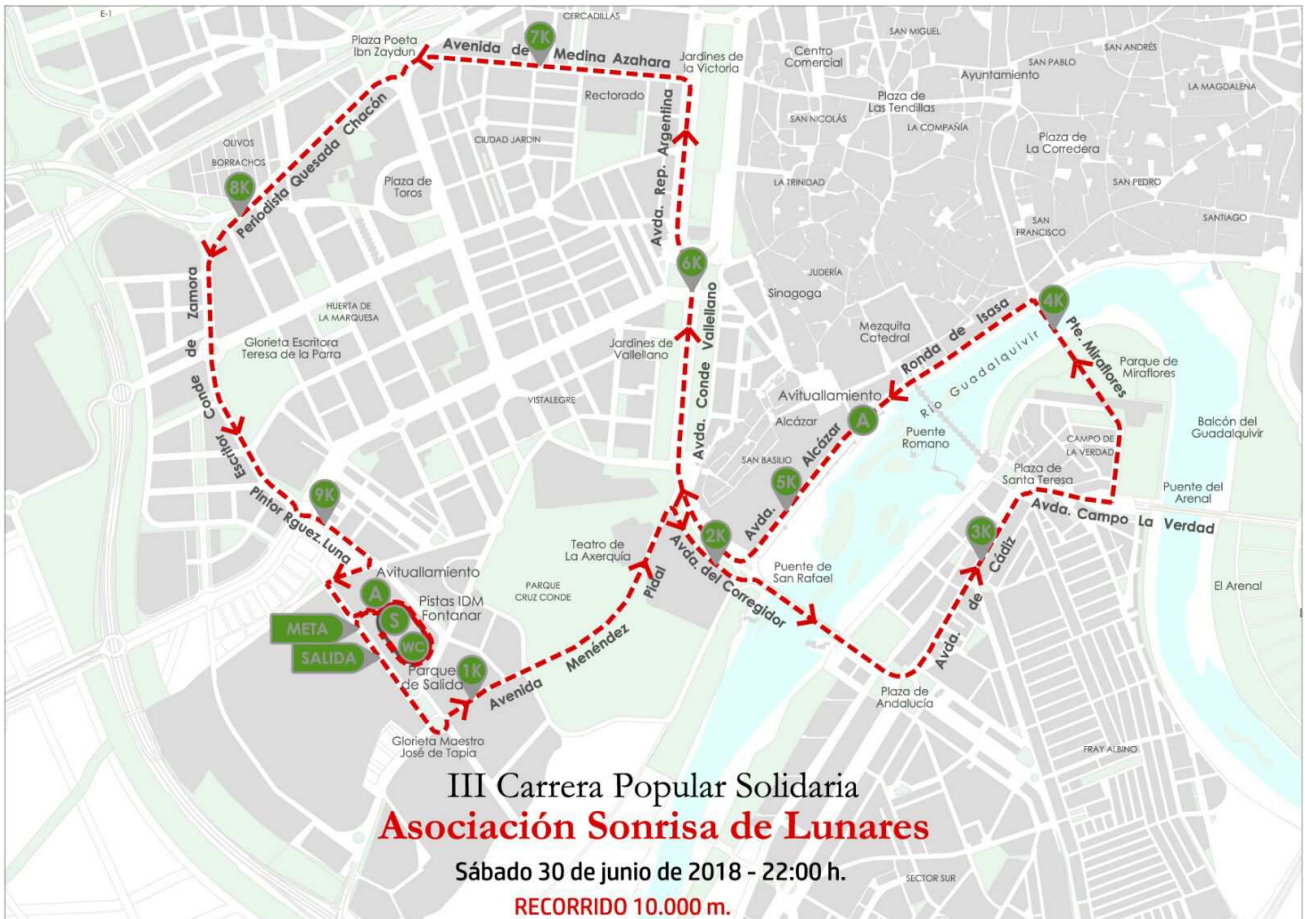 E-1
CERCADILLAS
7K
Plaza Poeta
Ibn Zaydun
Avenida de Medina Azahara
Jardines de
la Victoria
Centro
Comercial
SAN MIGUEL
SAN PABLO
SAN ANDRÉS
Ayuntamiento
LA MAGDALENA
Rectorado
Plaza de
Las Tendillas
SAN NICOLÁS
LA COMPAÑÍA
Plaza de
La Corredera
Periodista Quesada Chacón
CIUDAD JARDIN
Avda. Rep. Argentina
OLIVOS
BORRACHOS
8K
Plaza de
Toros
LA TRINIDAD
SAN PEDRO
SAN
FRANCISCO
SANTIAGO
6K
JUDERÍA
Sinagoga
4K
Escritor Conde de Zamora
HUERTA DE
LA MARQUESA
Glorieta Escritora
Teresa de la Parra
Jardines de
Vallellano
Avda. Conde Vallellano
Mezquita
Catedral
Ronda de Isasa
Río Guadalquivir
Pte. Miraflores
Parque de
Miraflores
VISTALEGRE
Avituallamiento
A
Alcázar
Puente
Romano
CAMPO DE
LA VERDAD
Balcón del
Guadalquivir
SAN BASILIO
Avda. Alcázar
5K
Plaza de
Santa Teresa
Puente del
Arenal
Avda. Campo La Verdad
9K
Pintor Rguez. Luna
2K
3K
Teatro de
La Axerquía
Avda. del Corregidor
Puente de
San Rafael
Avda. de Cádiz
El Arenal
Avituallamiento
A
Pistas IDM
Fontanar
S
WC
META
SALIDA
PARQUE
CRUZ CONDE
Parque
de Salida
1K
Avenida Menéndez Pidal
Plaza de
Andalucía
Glorieta Maestro
José de Tapia
FRAY ALBINO
III Carrera Popular Solidaria
Asociación Sonrisa de Lunares
Sábado 30 de junio de 2018 - 22:00 h.
SECTOR SUR
RECORRIDO 10.000 m.